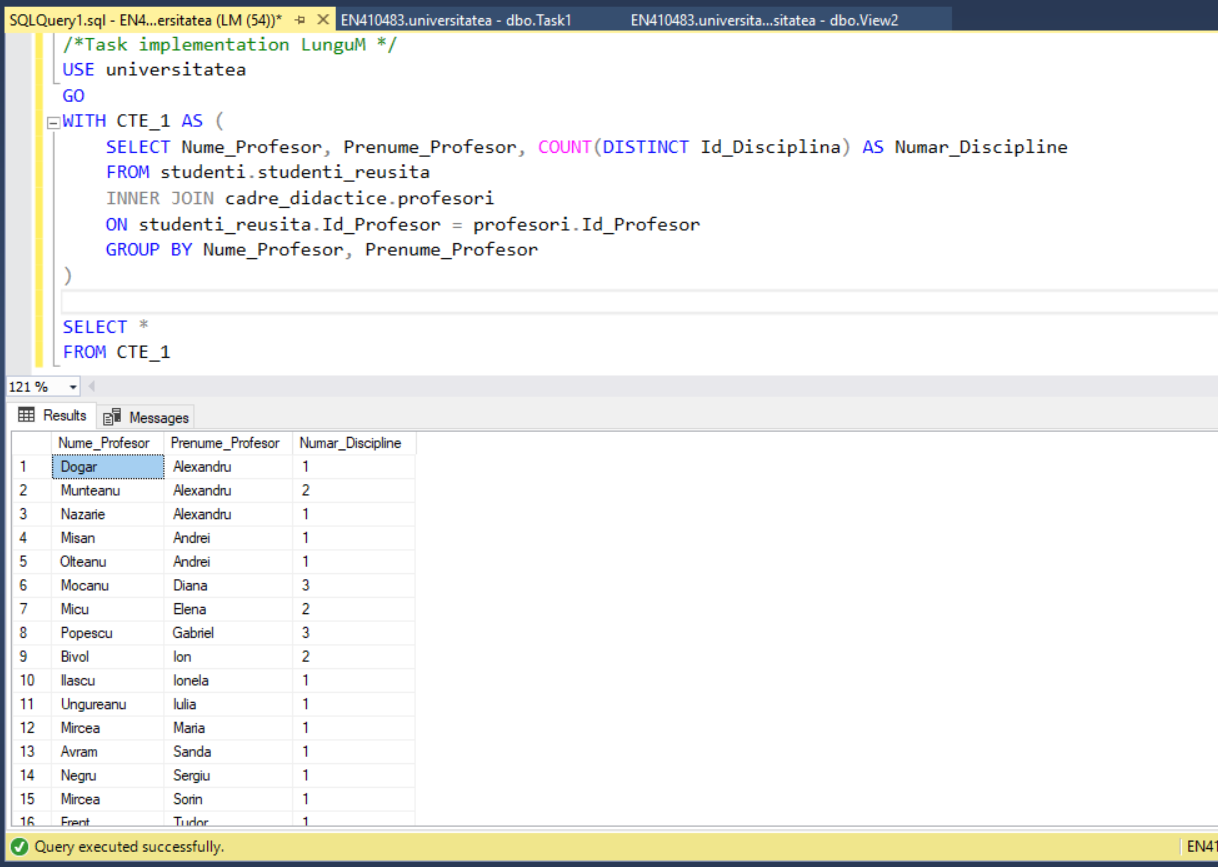 SQLQuery1.sql - EN4...ersitatea (LM (54))* EN410483.universitatea - dbo.Task1 EN410483.universita...sitatea - dbo.View2
/*Task implementation LunguM */
USE universitatea
GO
WITH CTE_1 AS (
SELECT Nume_Profesor, Prenume_Profesor, COUNT(DISTINCT Id_Disciplina) AS Numar_Discipline
FROM studenti.studenti_reusita
INNER JOIN cadre_didactice.profesori
ON studenti_reusita.Id_Profesor = profesori.Id_Profesor
GROUP BY Nume_Profesor, Prenume_Profesor
)
SELECT *
FROM CTE_1
121 %
Results Messages
Nume_Profesor Prenume_Profesor Numar_Discipline
1 Dogar Alexandru 1
2 Munteanu Alexandru 2
3 Nazarie Alexandru 1
4 Misan Andrei 1
5 Olteanu Andrei 1
6 Mocanu Diana 3
7 Micu Elena 2
8 Popescu Gabriel 3
9 Bivol Ion 2
10 Ilascu Ionela 1
11 Ungureanu Iulia 1
12 Mircea Maria 1
13 Avram Sanda 1
14 Negru Sergiu 1
15 Mircea Sorin 1
16 Frent Tudor 1
Query executed successfully. EN41